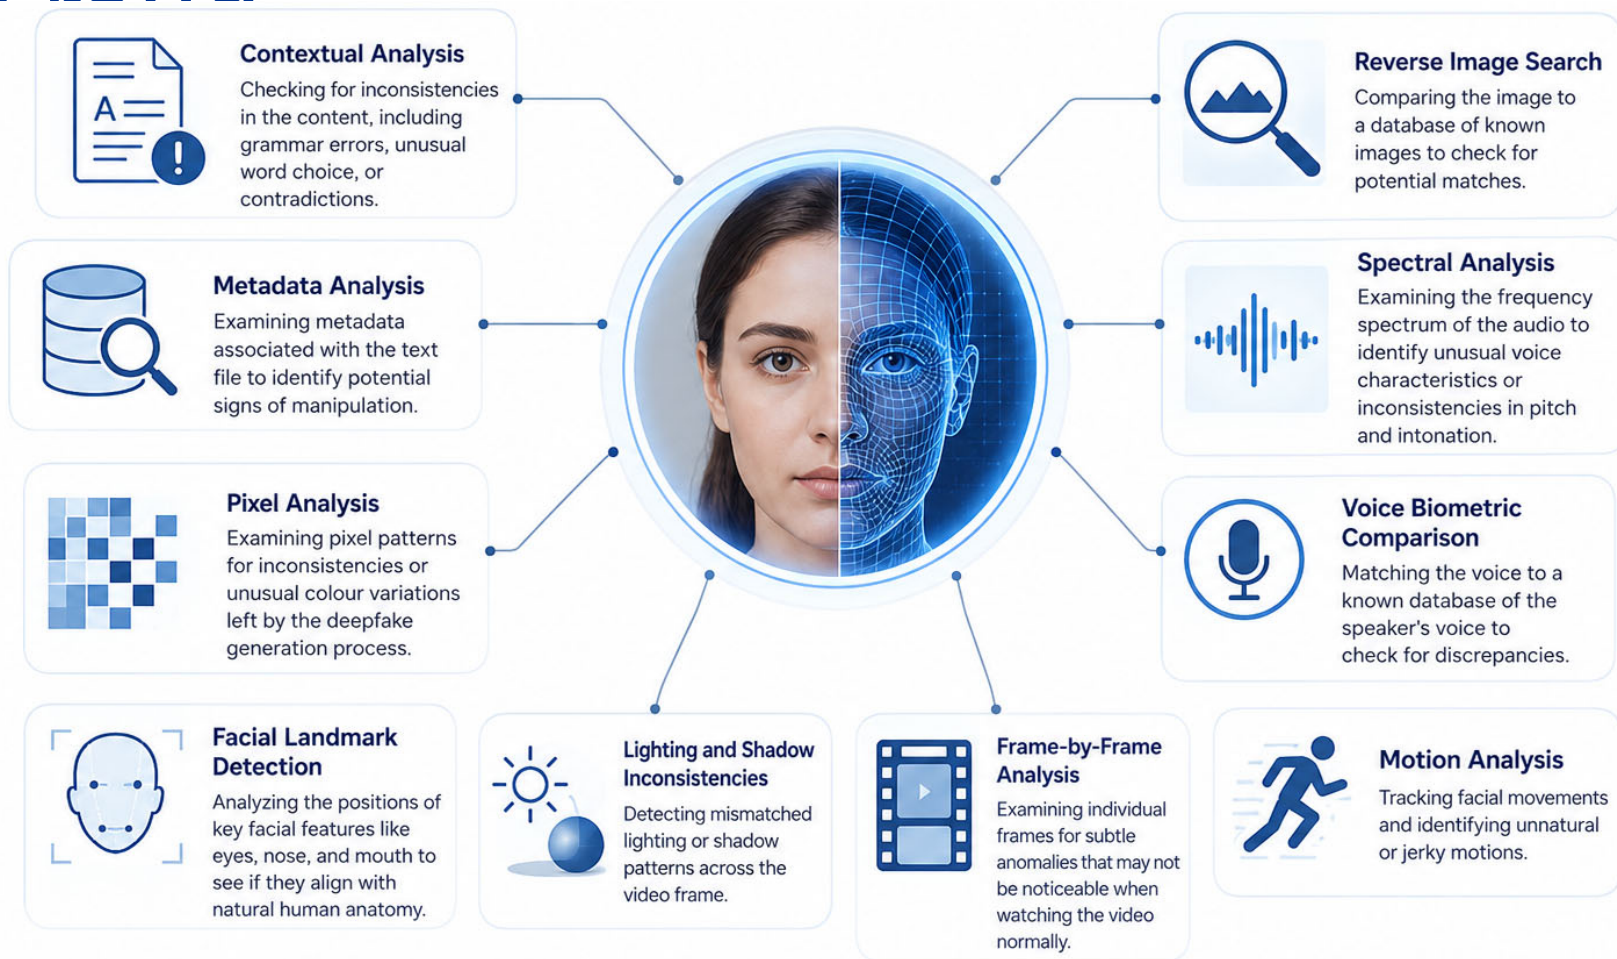 Contextual Analysis
Checking for inconsistencies
in the content, including
grammar errors, unusual
word choice, or
contradictions.
A
Metadata Analysis
Examining metadata
associated with the text
file to identify potential
signs of manipulation.
Pixel Analysis
Examining pixel patterns
for inconsistencies or
unusual colour variations
left by the deepfake
generation process.
Facial Landmark
Detection
Analyzing the positions of
key facial features like
eyes, nose, and mouth to
see if they align with
natural human anatomy.
Lighting and Shadow
Inconsistencies
Detecting mismatched
lighting or shadow
patterns across the
video frame.
Frame-by-Frame
Analysis
Examining individual
frames for subtle
anomalies that may not
be noticeable when
watching the video
normally.
Reverse Image Search
Comparing the image to
a database of known
images to check for
potential matches.
Spectral Analysis
Examining the frequency
spectrum of the audio to
identify unusual voice
characteristics or
inconsistencies in pitch
and intonation.
Voice Biometric
Comparison
Matching the voice to a
known database of the
speaker's voice to
check for discrepancies.
Motion Analysis
Tracking facial movements
and identifying unnatural
or jerky motions.